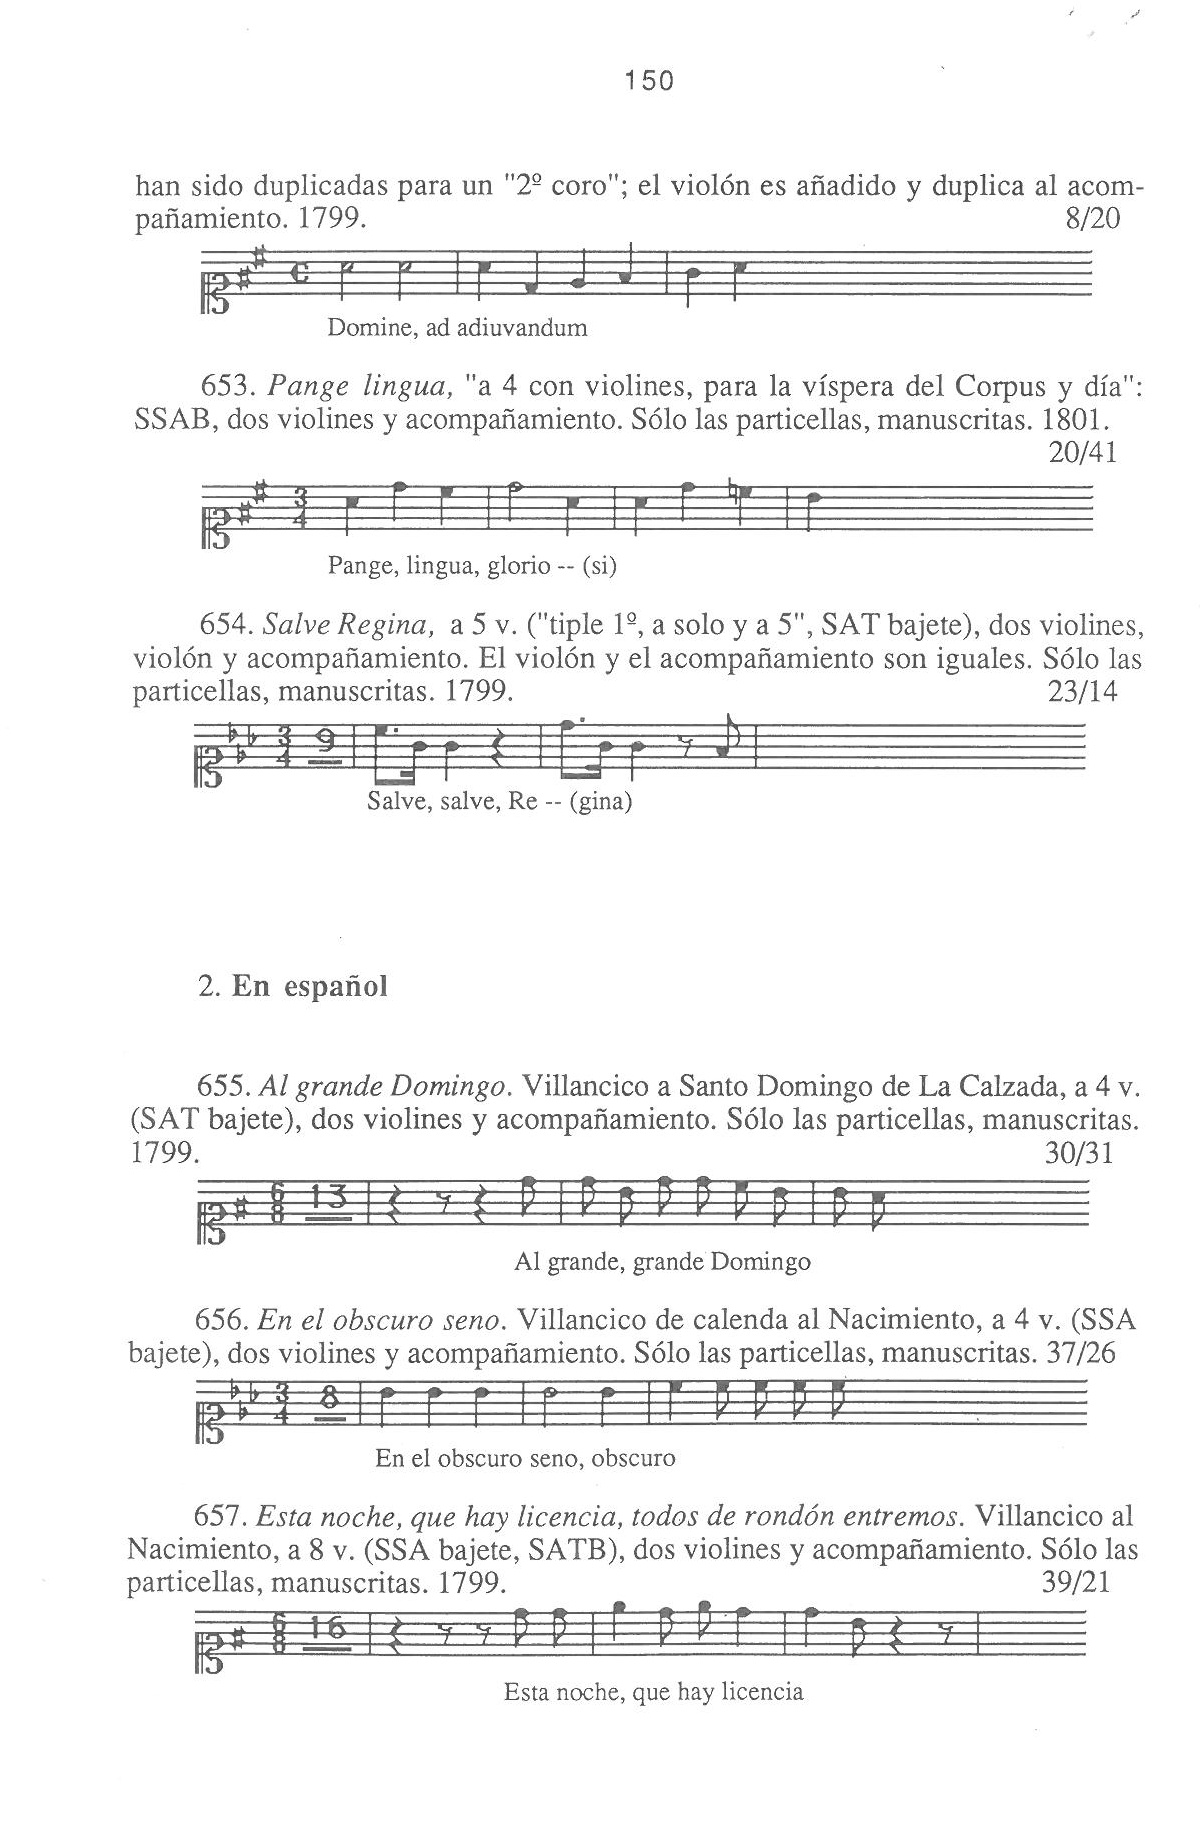 150
han sido duplicadas para un "2º coro"; el violón es añadido y duplica al acom-
pañamiento. 1799. 8/20
Domine, ad adiuvandum
653. Pange lingua, "a 4 con violines, para la víspera del Corpus y día":
SSAB, dos violines y acompañamiento. Sólo las particellas, manuscritas. 1801.
20/41
3
4
Pange, lingua, glorio -- (si)
654. Salve Regina, a 5 v. ("tiple 1º, a solo y a 5", SAT bajete), dos violines,
violón y acompañamiento. El violón y el acompañamiento son iguales. Sólo las
particellas, manuscritas. 1799. 23/14
3 9
4
Salve, salve, Re -- (gina)
2. En español
655. Al grande Domingo. Villancico a Santo Domingo de La Calzada, a 4 v.
(SAT bajete), dos violines y acompañamiento. Sólo las particellas, manuscritas.
1799. 30/31
6 13
8
Al grande, grande Domingo
656. En el obscuro seno. Villancico de calenda al Nacimiento, a 4 v. (SSA
bajete), dos violines y acompañamiento. Sólo las particellas, manuscritas. 37/26
3 8
4
En el obscuro seno, obscuro
657. Esta noche, que hay licencia, todos de rondón entremos. Villancico al
Nacimiento, a 8 v. (SSA bajete, SATB), dos violines y acompañamiento. Sólo las
particellas, manuscritas. 1799. 39/21
6 16
8
Esta noche, que hay licencia